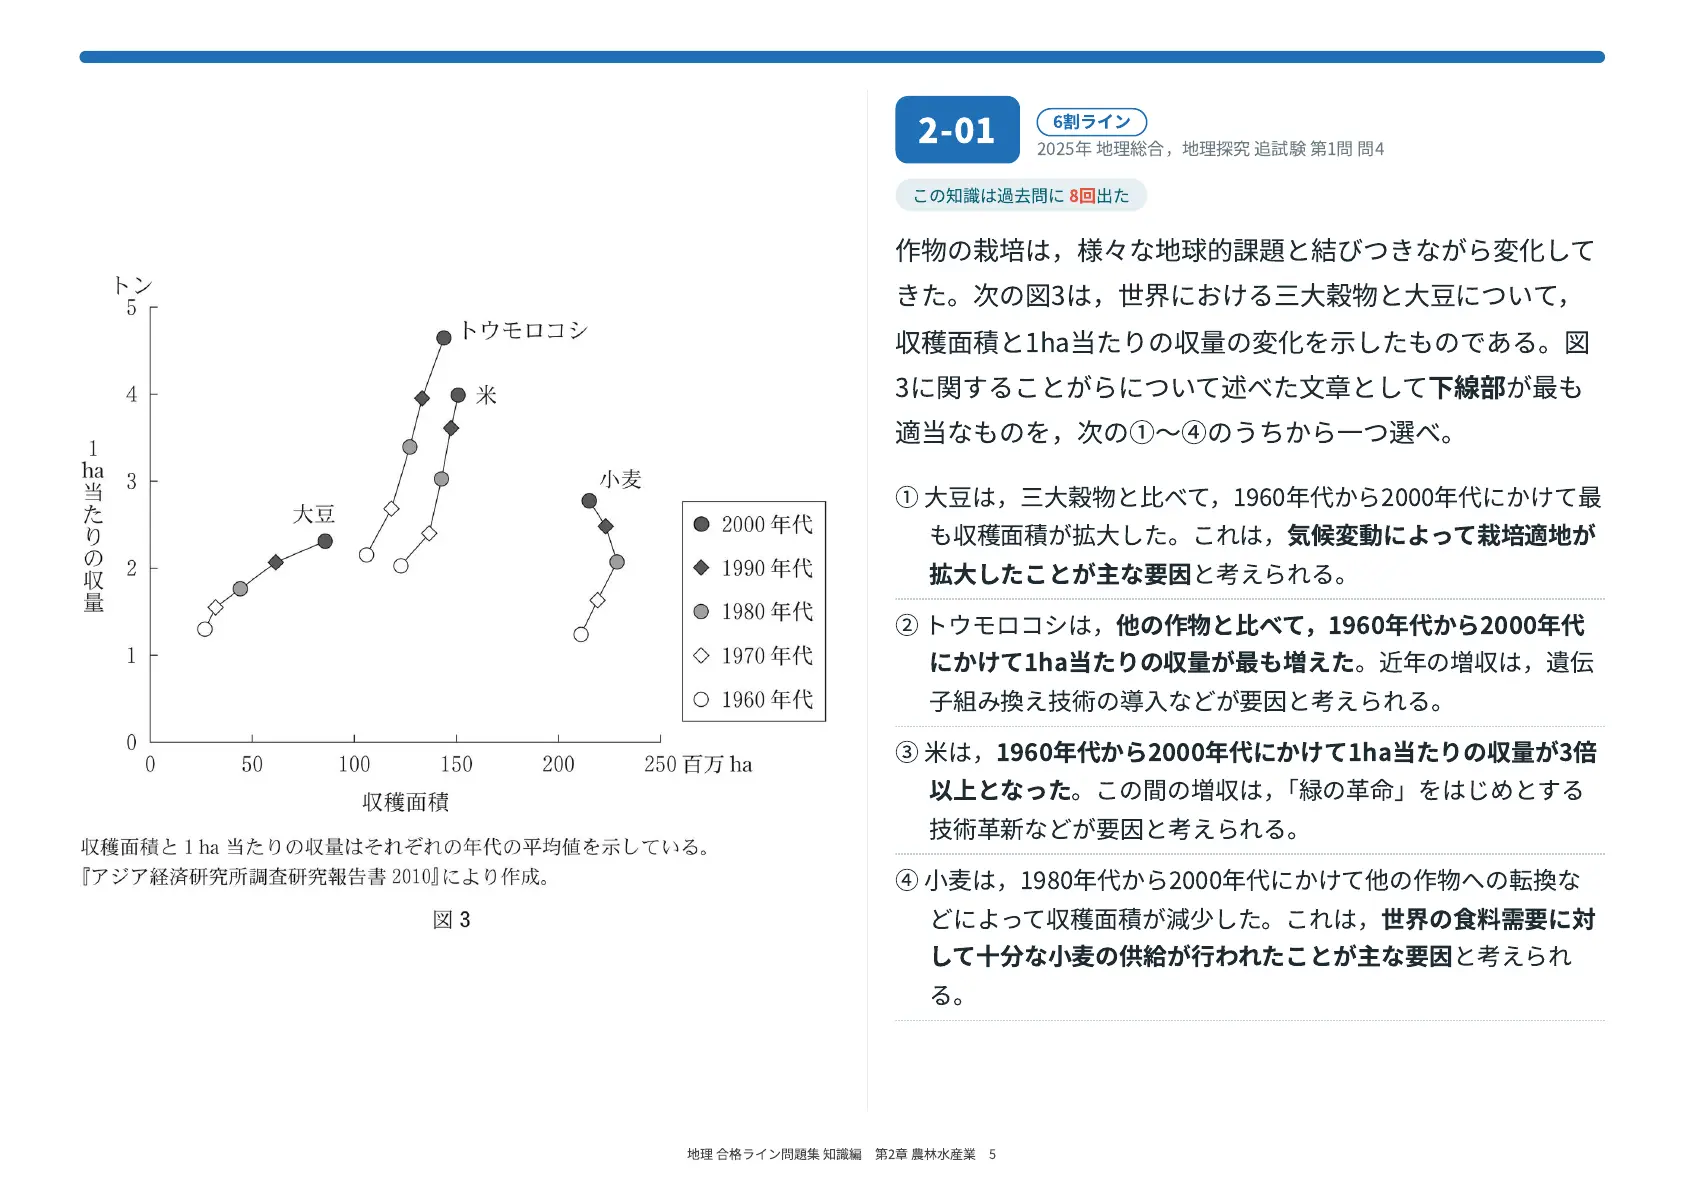 トン
5
4
3
2
1
0
1ha当たりの収量
トウモロコシ
米
小麦
大豆
2000年代
1990年代
1980年代
1970年代
1960年代
0 50 100 150 200 250 百万 ha
収穫面積
収穫面積と1ha 当たりの収量はそれぞれの年代の平均値を示している。
『アジア経済研究所調査研究報告書 2010』により作成。
図 3
2-01
6割ライン
2025年 地理総合，地理探究 追試験 第1問 問4
この知識は過去問に 8回出た
作物の栽培は，様々な地球的課題と結びつきながら変化して
きた。次の図3は，世界における三大穀物と大豆について，
収穫面積と1ha当たりの収量の変化を示したものである。図
3に関することがらについて述べた文章として下線部が最も
適当なものを，次の①～④のうちから一つ選べ。
① 大豆は，三大穀物と比べて，1960年代から2000年代にかけて最
も収穫面積が拡大した。これは，気候変動によって栽培適地が
拡大したことが主な要因と考えられる。
② トウモロコシは，他の作物と比べて，1960年代から2000年代
にかけて1ha当たりの収量が最も増えた。近年の増収は，遺伝
子組み換え技術の導入などが要因と考えられる。
③ 米は，1960年代から2000年代にかけて1ha当たりの収量が3倍
以上となった。この間の増収は，「緑の革命」をはじめとする
技術革新などが要因と考えられる。
④ 小麦は，1980年代から2000年代にかけて他の作物への転換な
どによって収穫面積が減少した。これは，世界の食料需要に対
して十分な小麦の供給が行われたことが主な要因と考えられ
る。
地理 合格ライン問題集 知識編 第2章 農林水産業 5